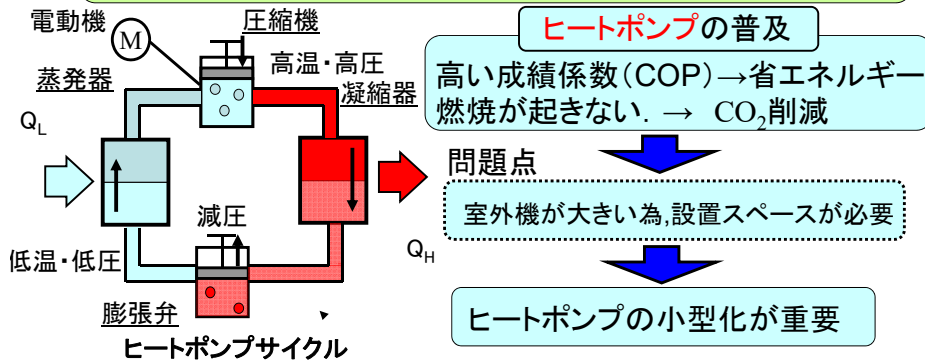 電動機
M
圧縮機
蒸発器
高温・高圧
凝縮器
Q_L
減圧
低温・低圧
Q_H
膨張弁
ヒートポンプサイクル
ヒートポンプの普及
高い成績係数(COP)→省エネルギー
燃焼が起きない. → CO₂削減
問題点
室外機が大きい為,設置スペースが必要
ヒートポンプの小型化が重要